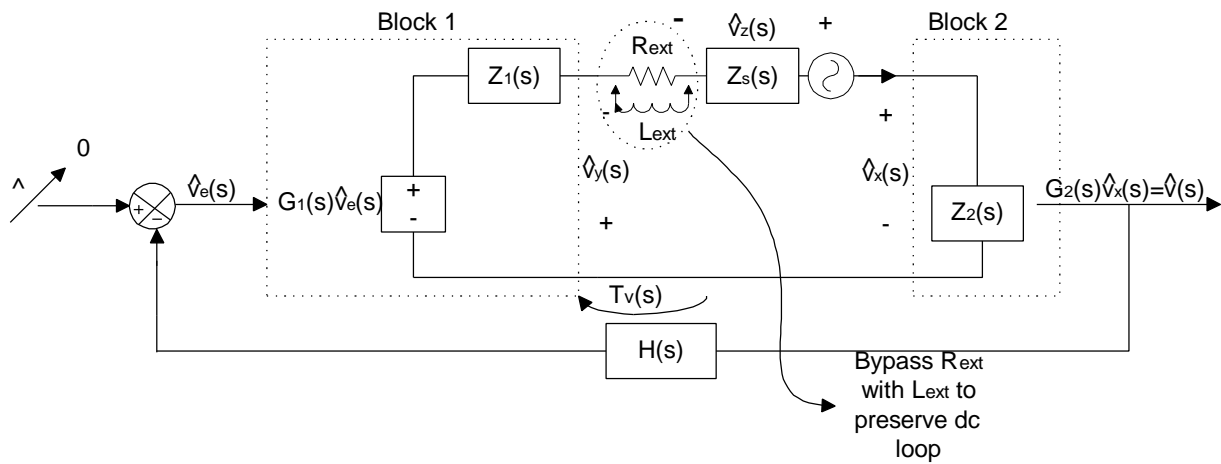 Block 1
-
v̂z(s)
+
Block 2
Rext
Z1(s)
Zs(s)
-
Lext
+
0
^
v̂e(s)
v̂y(s)
v̂x(s)
+
-
G1(s)v̂e(s)
+
-
+
-
Z2(s)
G2(s)v̂x(s)=v̂(s)
Tv(s)
H(s)
Bypass Rext
with Lext to
preserve dc
loop